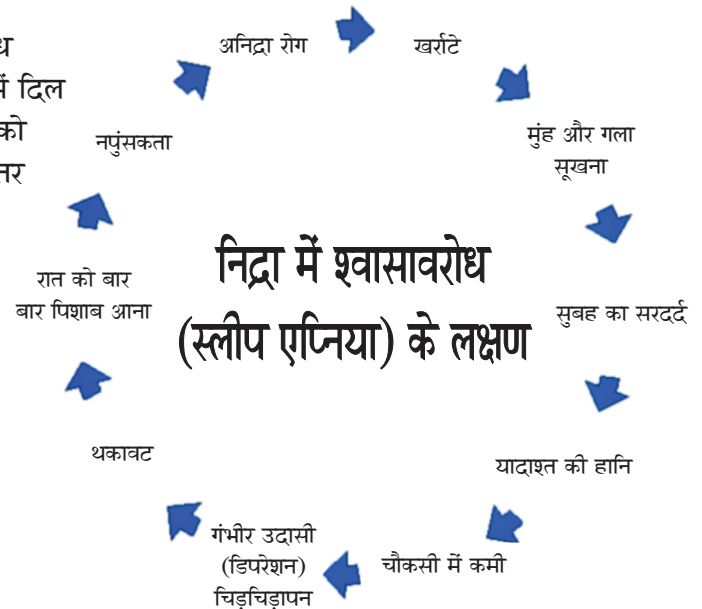 ध
में दिल
को
तर
अनिद्रा रोग
खर्राटे
मुंह और गला
सूखना
सुबह का सरदर्द
यादाश्त की हानि
चौकसी में कमी
गंभीर उदासी
(डिपरेशन)
चिड़चिड़ापन
थकावट
रात को बार
बार पिशाब आना
नपुंसकता
निद्रा में श्वासावरोध
(स्लीप एप्निया) के लक्षण